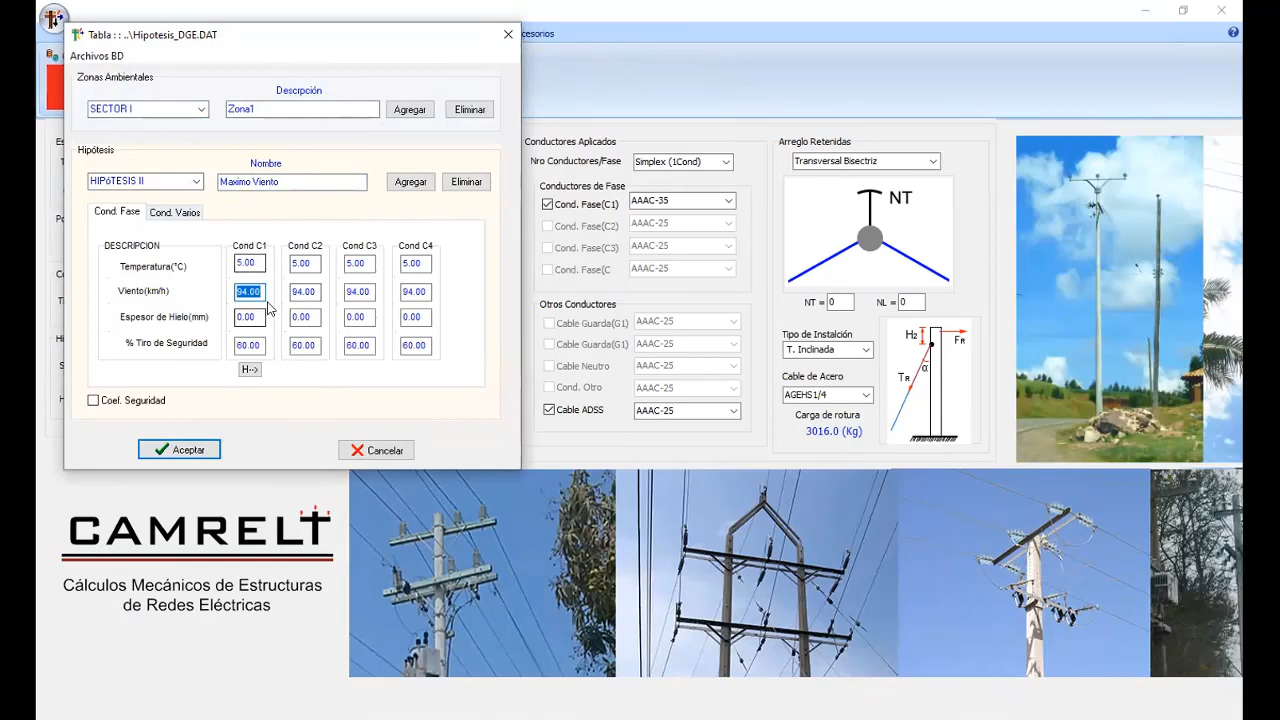 Tabla : : ..\Hipotesis_DGE.DAT
Archivos BD
cesorios
Zonas Ambientales
Descrpción
SECTOR I
Zona1
Agregar
Eliminar
Hipótesis
Nombre
HIPóTESIS II
Maximo Viento
Agregar
Eliminar
Cond. Fase
Cond. Varios
DESCRIPCION
Cond C1
Cond C2
Cond C3
Cond C4
Temperatura(°C)
5.00
5.00
5.00
5.00
Viento(km/h)
94.00
94.00
94.00
94.00
Espesor de Hielo(mm)
0.00
0.00
0.00
0.00
% Tiro de Seguridad
60.00
60.00
60.00
60.00
H-->
Coef. Seguridad
Aceptar
Cancelar
Conductores Aplicados
Nro Conductores/Fase
Simplex (1Cond)
Conductores de Fase
Cond. Fase(C1)
AAAC-35
Cond. Fase(C2)
AAAC-25
Cond. Fase(C3)
AAAC-25
Cond. Fase(C
AAAC-25
Otros Conductores
Cable Guarda(G1)
AAAC-25
Cable Guarda(G1)
AAAC-25
Cable Neutro
AAAC-25
Cond. Otro
AAAC-25
Cable ADSS
AAAC-25
Arreglo Retenidas
Transversal Bisectriz
NT
NT =
0
NL =
0
Tipo de Instalción
T. Inclinada
Cable de Acero
AGEHS1/4
Carga de rotura
3016.0 (Kg)
H2
FR
α
TR
CAMRELT
Cálculos Mecánicos de Estructuras
de Redes Eléctricas